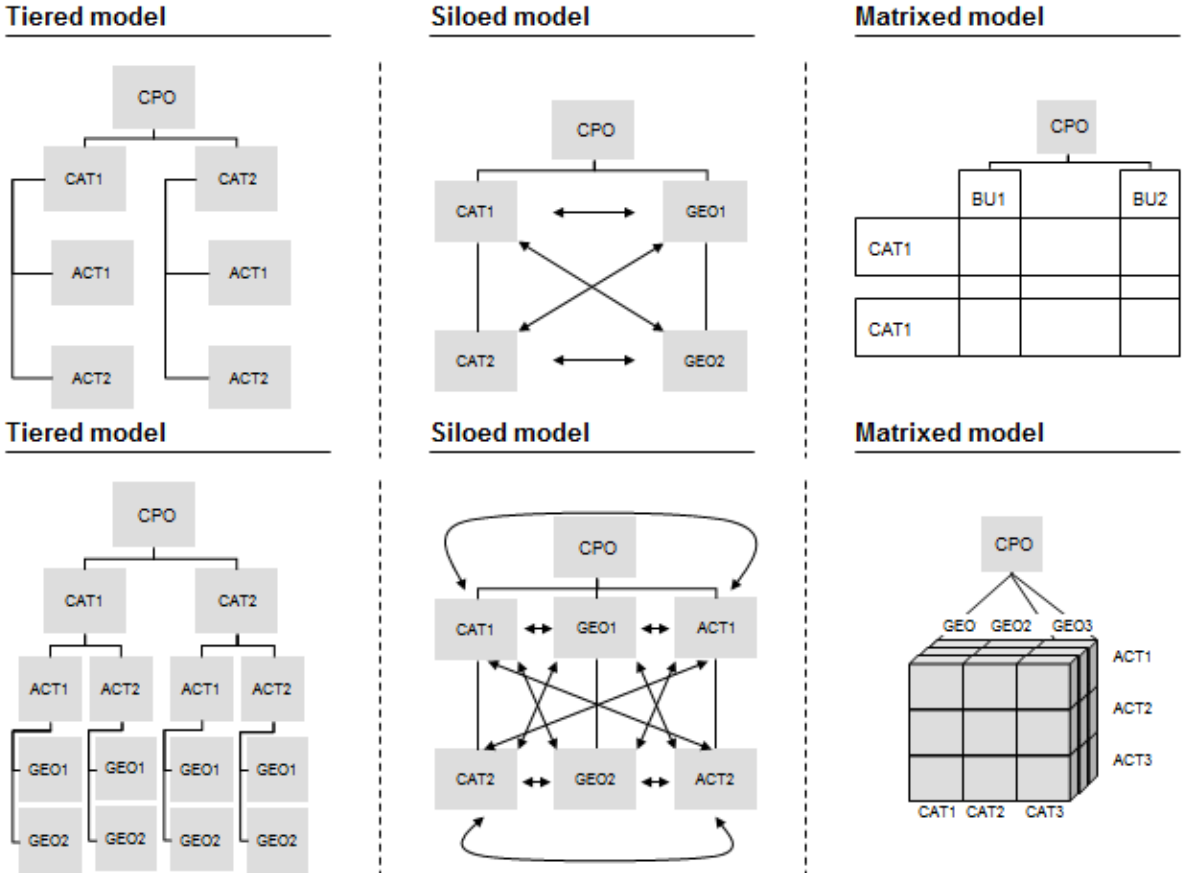 Tiered model
Siloed model
Matrixed model
CPO
CAT1
CAT2
ACT1
ACT1
ACT2
ACT2
CPO
CAT1
GEO1
CAT2
GEO2
CPO
BU1
BU2
CAT1
CAT1
Tiered model
Siloed model
Matrixed model
CPO
CAT1
CAT2
ACT1
ACT2
ACT1
ACT2
GEO1
GEO1
GEO1
GEO1
GEO2
GEO2
GEO2
GEO2
CPO
CAT1
GEO1
ACT1
CAT2
GEO2
ACT2
CPO
GEO
GEO2
GEO3
ACT1
ACT2
ACT3
CAT1
CAT2
CAT3